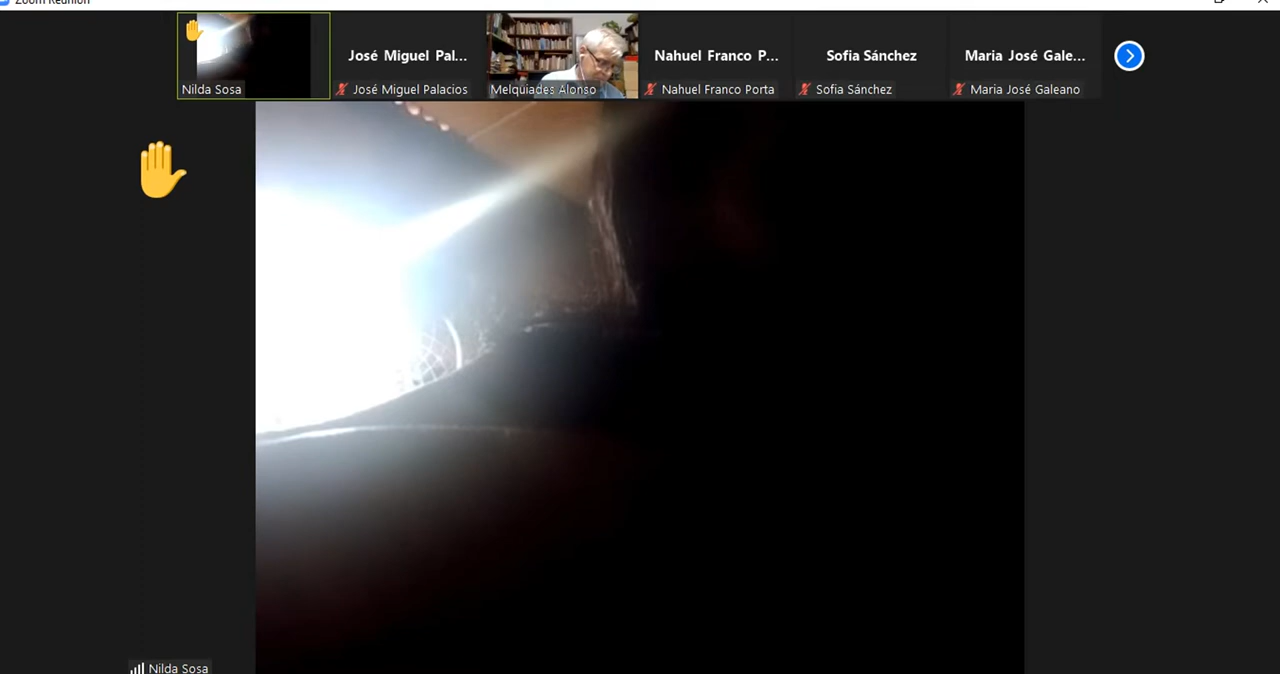 Zoom Reunión
José Miguel Pal...
Nahuel Franco P...
Sofia Sánchez
Maria José Gale...
Nilda Sosa
José Miguel Palacios
Melquiades Alonso
Nahuel Franco Porta
Sofia Sánchez
Maria José Galeano
Nilda Sosa